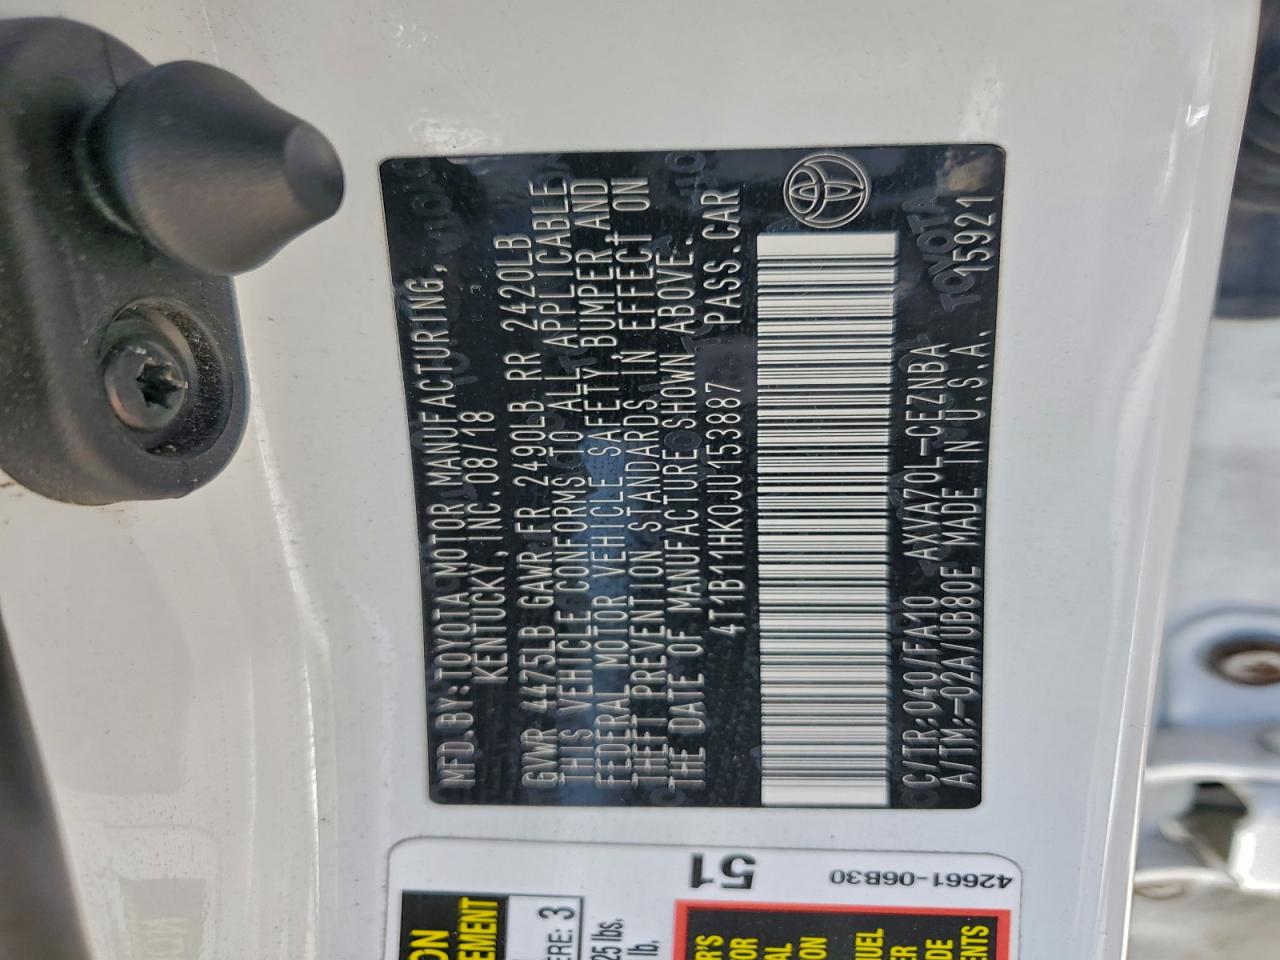 MFD.BY:TOYOTA MOTOR MANUFACTURING,
KENTUCKY, INC.08/18
GVWR 4475LB GAWR FR 2490LB RR 2420LB
THIS VEHICLE CONFORMS TO ALL APPLICABLE
FEDERAL MOTOR VEHICLE SAFETY, BUMPER, AND
THEFT PREVENTION STANDARDS IN EFFECT ON
THE DATE OF MANUFACTURE SHOWN ABOVE.
4T1B11HK0JU153887 PASS.CAR
C/TR:040/FA10 AXVA70L-CEZNBA
A/TM:-02A/UB80E MADE IN U.S.A. 15921
TOYOTA
51
42661-06B30